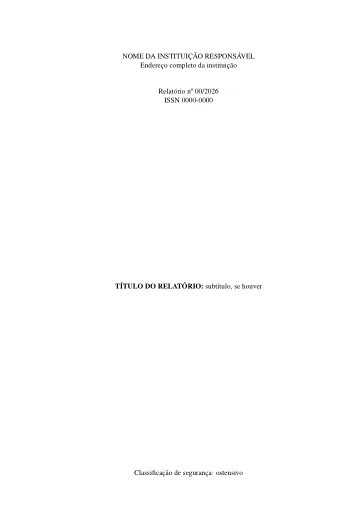 NOME DA INSTITUIÇÃO RESPONSÁVEL
Endereço completo da instituição
Relatório nº 00/2026
ISSN 0000-0000
TÍTULO DO RELATÓRIO: subtítulo, se houver
Classificação de segurança: ostensivo